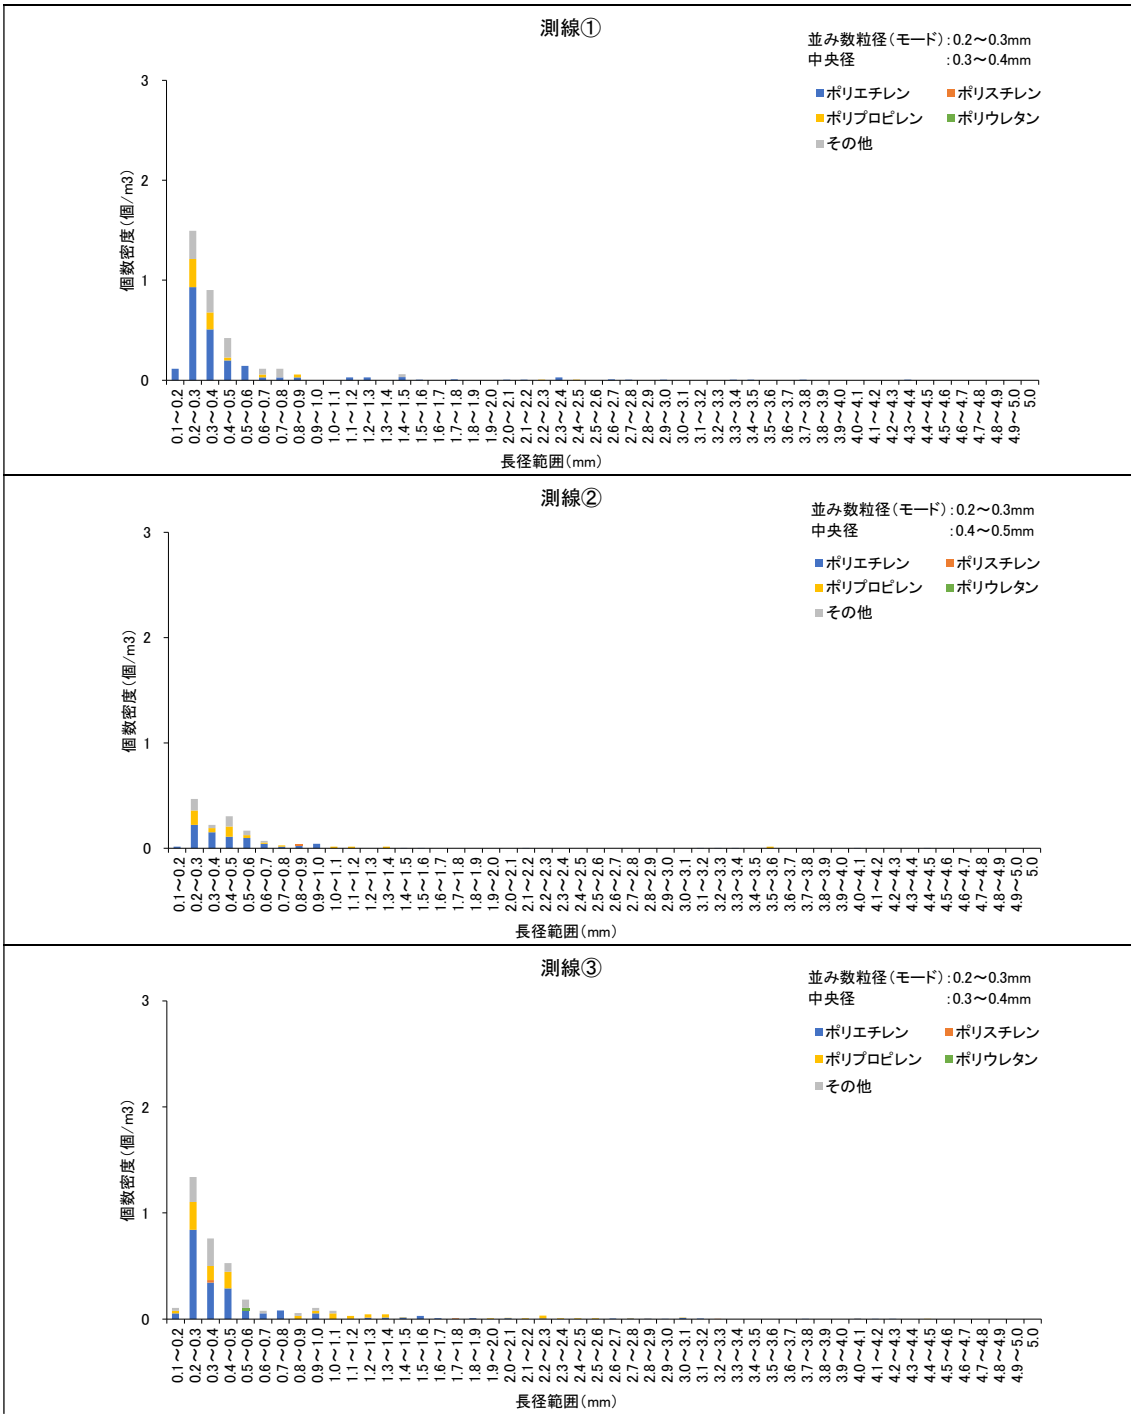 測線①
並み数粒径(モード):0.2～0.3mm
中央径 :0.3～0.4mm
ポリエチレン ポリスチレン
ポリプロピレン ポリウレタン
その他
個数密度(個/m3)
3
2
1
0
0.1～0.2 0.2～0.3 0.3～0.4 0.4～0.5 0.5～0.6 0.6～0.7 0.7～0.8 0.8～0.9 0.9～1.0 1.0～1.1 1.1～1.2 1.2～1.3 1.3～1.4 1.4～1.5 1.5～1.6 1.6～1.7 1.7～1.8 1.8～1.9 1.9～2.0 2.0～2.1 2.1～2.2 2.2～2.3 2.3～2.4 2.4～2.5 2.5～2.6 2.6～2.7 2.7～2.8 2.8～2.9 2.9～3.0 3.0～3.1 3.1～3.2 3.2～3.3 3.3～3.4 3.4～3.5 3.5～3.6 3.6～3.7 3.7～3.8 3.8～3.9 3.9～4.0 4.0～4.1 4.1～4.2 4.2～4.3 4.3～4.4 4.4～4.5 4.5～4.6 4.6～4.7 4.7～4.8 4.8～4.9 4.9～5.0 5.0
長径範囲(mm)
測線②
並み数粒径(モード):0.2～0.3mm
中央径 :0.4～0.5mm
ポリエチレン ポリスチレン
ポリプロピレン ポリウレタン
その他
個数密度(個/m3)
3
2
1
0
0.1～0.2 0.2～0.3 0.3～0.4 0.4～0.5 0.5～0.6 0.6～0.7 0.7～0.8 0.8～0.9 0.9～1.0 1.0～1.1 1.1～1.2 1.2～1.3 1.3～1.4 1.4～1.5 1.5～1.6 1.6～1.7 1.7～1.8 1.8～1.9 1.9～2.0 2.0～2.1 2.1～2.2 2.2～2.3 2.3～2.4 2.4～2.5 2.5～2.6 2.6～2.7 2.7～2.8 2.8～2.9 2.9～3.0 3.0～3.1 3.1～3.2 3.2～3.3 3.3～3.4 3.4～3.5 3.5～3.6 3.6～3.7 3.7～3.8 3.8～3.9 3.9～4.0 4.0～4.1 4.1～4.2 4.2～4.3 4.3～4.4 4.4～4.5 4.5～4.6 4.6～4.7 4.7～4.8 4.8～4.9 4.9～5.0 5.0
長径範囲(mm)
測線③
並み数粒径(モード):0.2～0.3mm
中央径 :0.3～0.4mm
ポリエチレン ポリスチレン
ポリプロピレン ポリウレタン
その他
個数密度(個/m3)
3
2
1
0
0.1～0.2 0.2～0.3 0.3～0.4 0.4～0.5 0.5～0.6 0.6～0.7 0.7～0.8 0.8～0.9 0.9～1.0 1.0～1.1 1.1～1.2 1.2～1.3 1.3～1.4 1.4～1.5 1.5～1.6 1.6～1.7 1.7～1.8 1.8～1.9 1.9～2.0 2.0～2.1 2.1～2.2 2.2～2.3 2.3～2.4 2.4～2.5 2.5～2.6 2.6～2.7 2.7～2.8 2.8～2.9 2.9～3.0 3.0～3.1 3.1～3.2 3.2～3.3 3.3～3.4 3.4～3.5 3.5～3.6 3.6～3.7 3.7～3.8 3.8～3.9 3.9～4.0 4.0～4.1 4.1～4.2 4.2～4.3 4.3～4.4 4.4～4.5 4.5～4.6 4.6～4.7 4.7～4.8 4.8～4.9 4.9～5.0 5.0
長径範囲(mm)